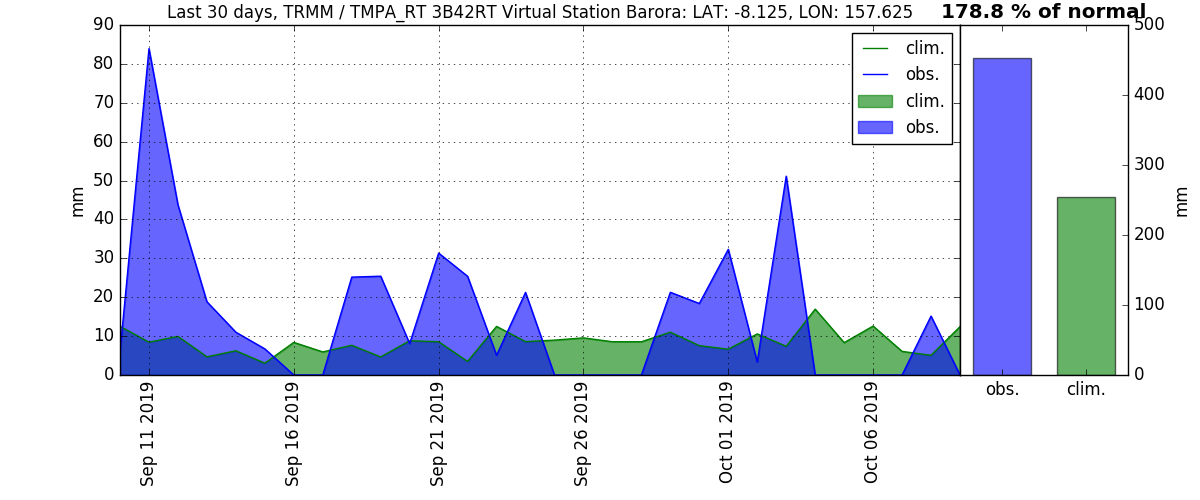 Last 30 days, TRMM / TMPA_RT 3B42RT Virtual Station Barora: LAT: -8.125, LON: 157.625
178.8 % of normal
90
80
70
60
50
40
30
20
10
0
mm
clim.
obs.
clim.
obs.
Sep 11 2019
Sep 16 2019
Sep 21 2019
Sep 26 2019
Oct 01 2019
Oct 06 2019
500
400
300
200
100
0
mm
obs.
clim.